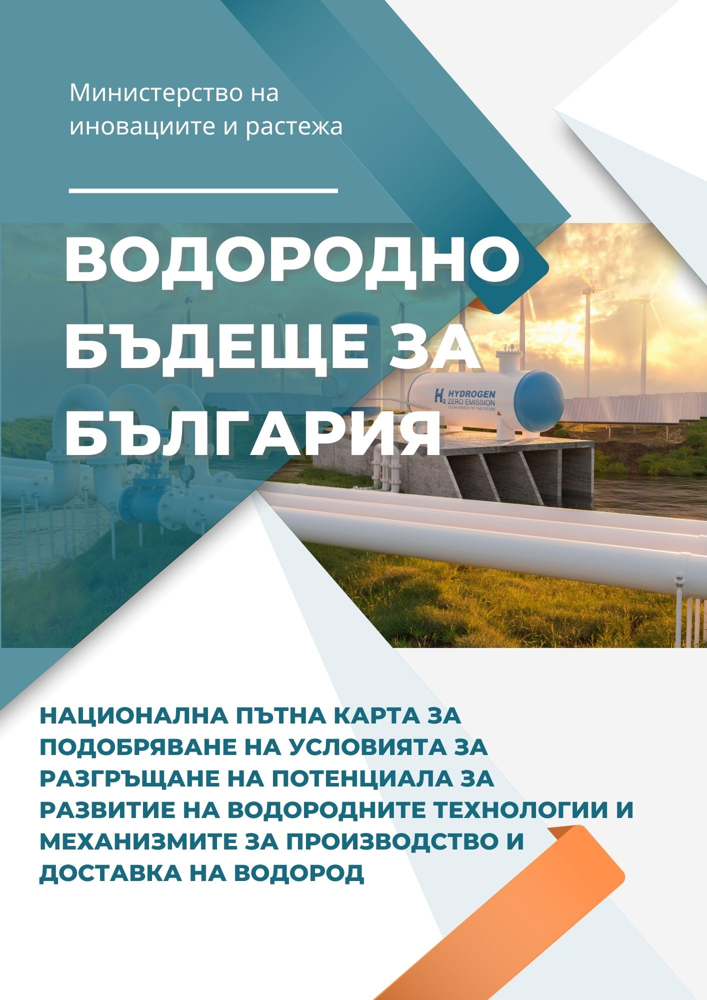 Министерство на
иновациите и растежа
ВОДОРОДНО
БЪДЕЩЕ ЗА
БЪЛГАРИЯ
H2 HYDROGEN
ZERO EMISSION
CLEAN ENERGY OF THE FUTURE
НАЦИОНАЛНА ПЪТНА КАРТА ЗА
ПОДОБРЯВАНЕ НА УСЛОВИЯТА ЗА
РАЗГРЪЩАНЕ НА ПОТЕНЦИАЛА ЗА
РАЗВИТИЕ НА ВОДОРОДНИТЕ ТЕХНОЛОГИИ И
МЕХАНИЗМИТЕ ЗА ПРОИЗВОДСТВО И
ДОСТАВКА НА ВОДОРОД